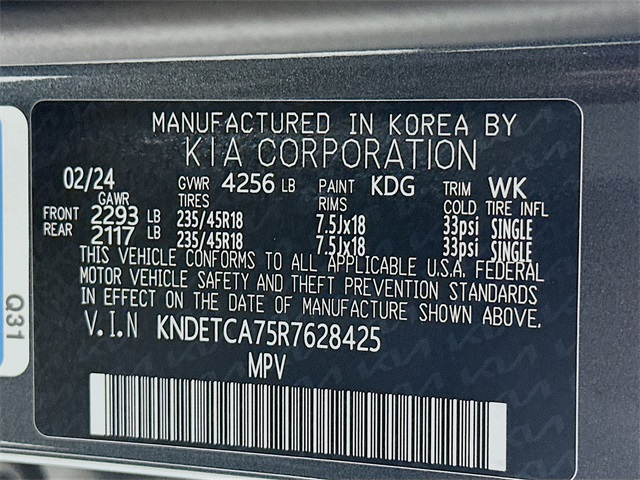 MANUFACTURED IN KOREA BY
KIA CORPORATION
02/24 GVWR 4256 LB PAINT KDG TRIM WK
GAWR TIRES RIMS COLD TIRE INFL
FRONT 2293 LB 235/45R18 7.5Jx18 33psi SINGLE
REAR 2117 LB 235/45R18 7.5Jx18 33psi SINGLE
THIS VEHICLE CONFORMS TO ALL APPLICABLE U.S.A. FEDERAL
MOTOR VEHICLE SAFETY AND THEFT PREVENTION STANDARDS
IN EFFECT ON THE DATE OF MANUFACTURE SHOWN ABOVE.
V.I.N KNDETCA75R7628425
MPV
Q31